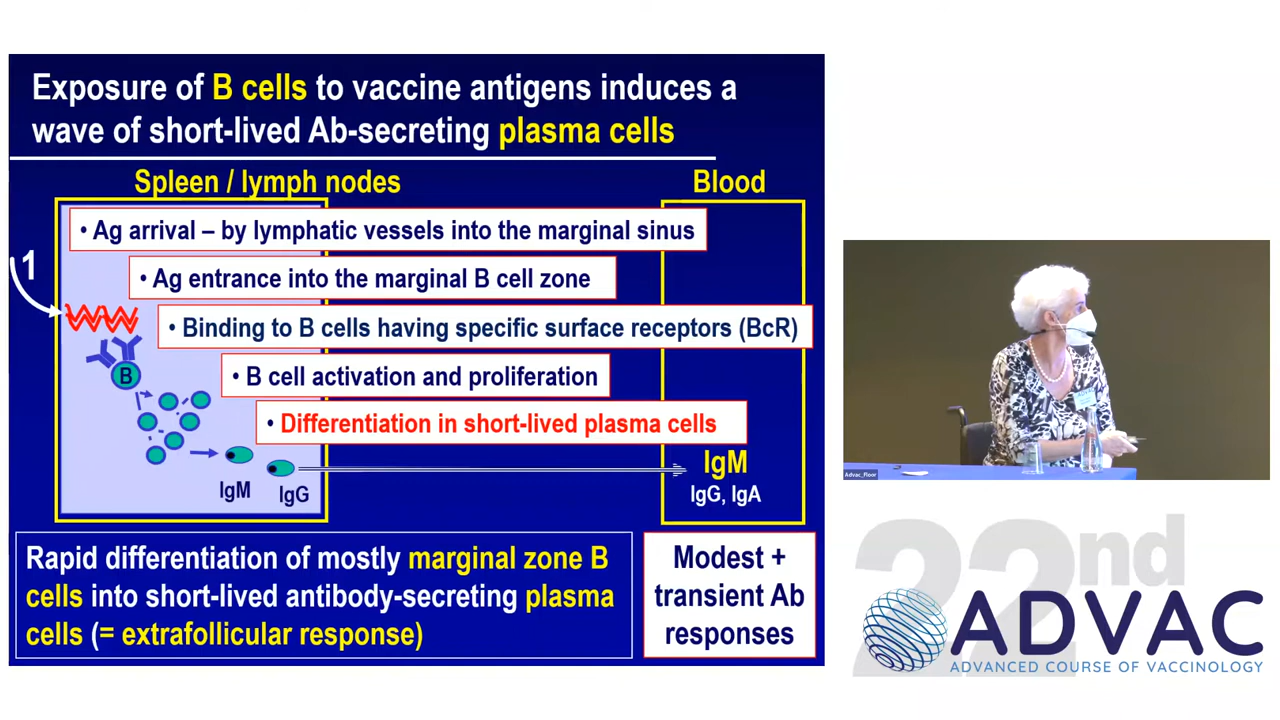 Exposure of B cells to vaccine antigens induces a
wave of short-lived Ab-secreting plasma cells
Spleen / lymph nodes
Blood
• Ag arrival – by lymphatic vessels into the marginal sinus
1
• Ag entrance into the marginal B cell zone
• Binding to B cells having specific surface receptors (BcR)
B
• B cell activation and proliferation
• Differentiation in short-lived plasma cells
IgM
IgG
IgM
IgG, IgA
Rapid differentiation of mostly marginal zone B
cells into short-lived antibody-secreting plasma
cells (= extrafollicular response)
Modest +
transient Ab
responses
Advac_Floor
22nd
ADVAC
ADVANCED COURSE OF VACCINOLOGY